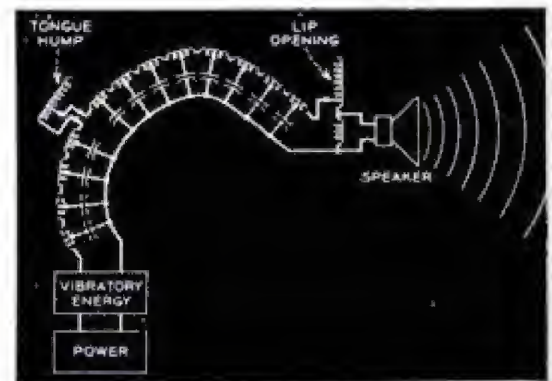 TONGUE
HUMP
LIP
OPENING
SPEAKER
VIBRATORY
ENERGY
POWER